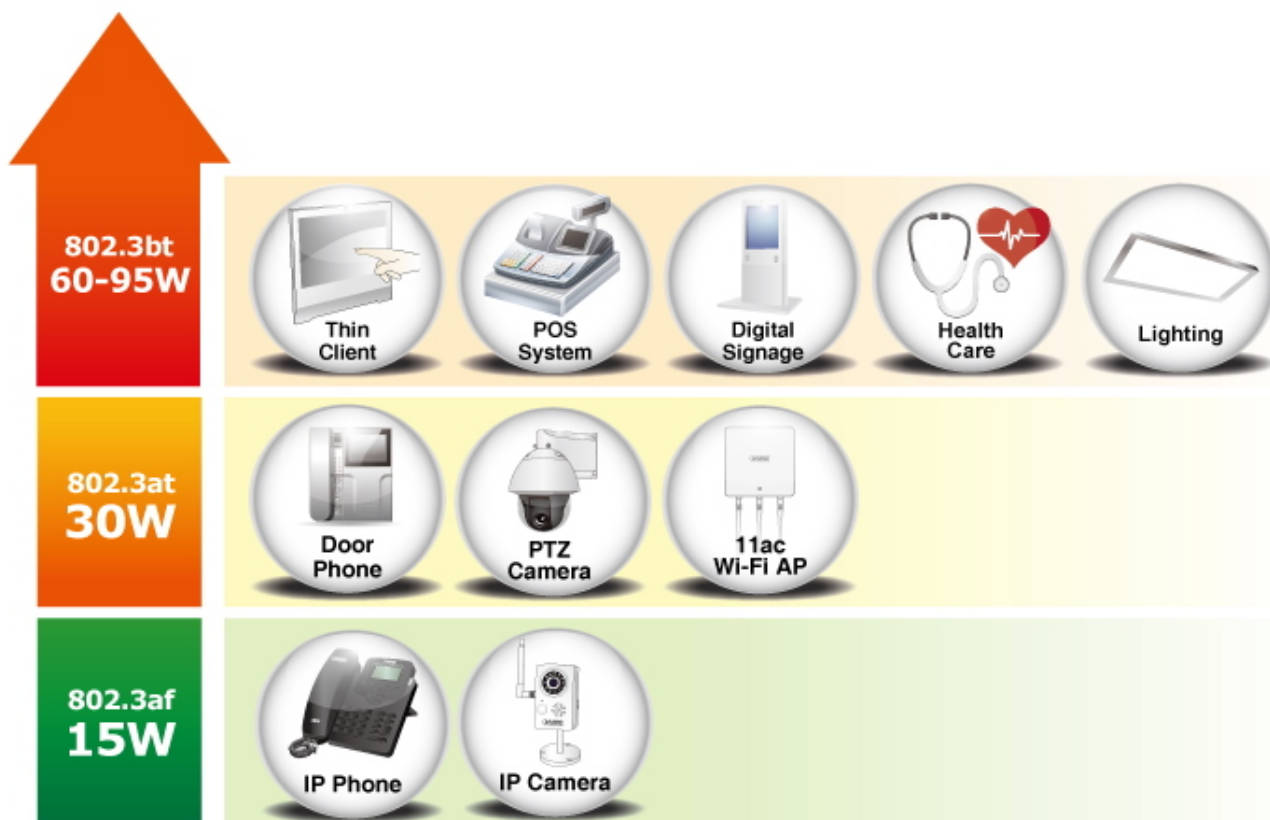 802.3bt
60-95W
Thin
Client
POS
System
Digital
Signage
Health
Care
Lighting
802.3at
30W
Door
Phone
PTZ
Camera
11ac
Wi-Fi AP
802.3af
15W
IP Phone
IP Camera